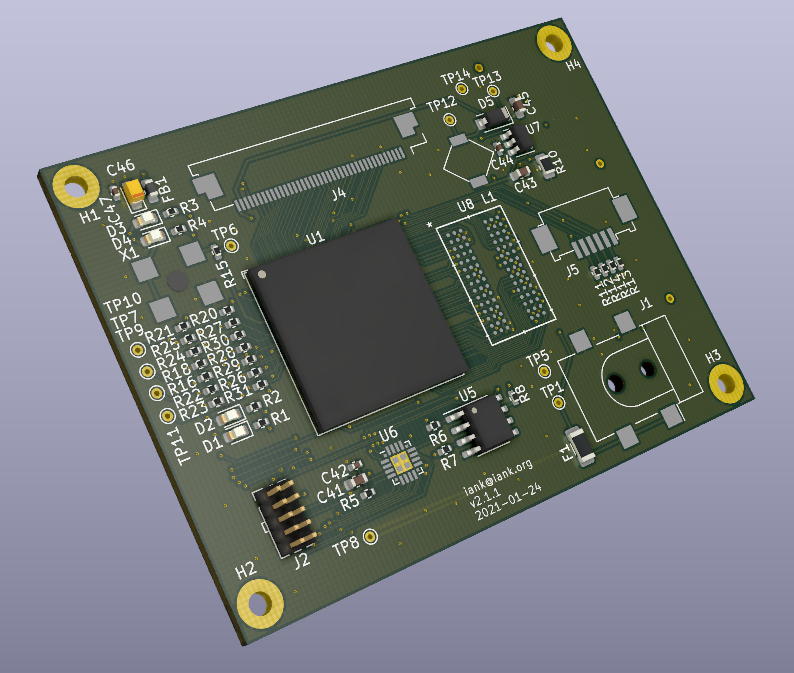 TP14
TP13
H4
TP12
D5
C45
U7
C46
FB1
C44
R10
H1
C47
R3
J4
C43
D3
R4
D4
X1
TP6
U1
*
U8
L1
R15
J5
TP10
TP7
TP9
R20
R21
R27
R25
R30
R24
R28
R18
R29
R16
R26
R22
R31
R23
R11
R12
R13
J1
TP5
H3
TP1
D2
R2
D1
R1
TP11
U5
R8
U6
R6
R7
F1
C42
C41
R5
iank@iank.org
v2.1.1
2021-01-24
J2
TP8
H2